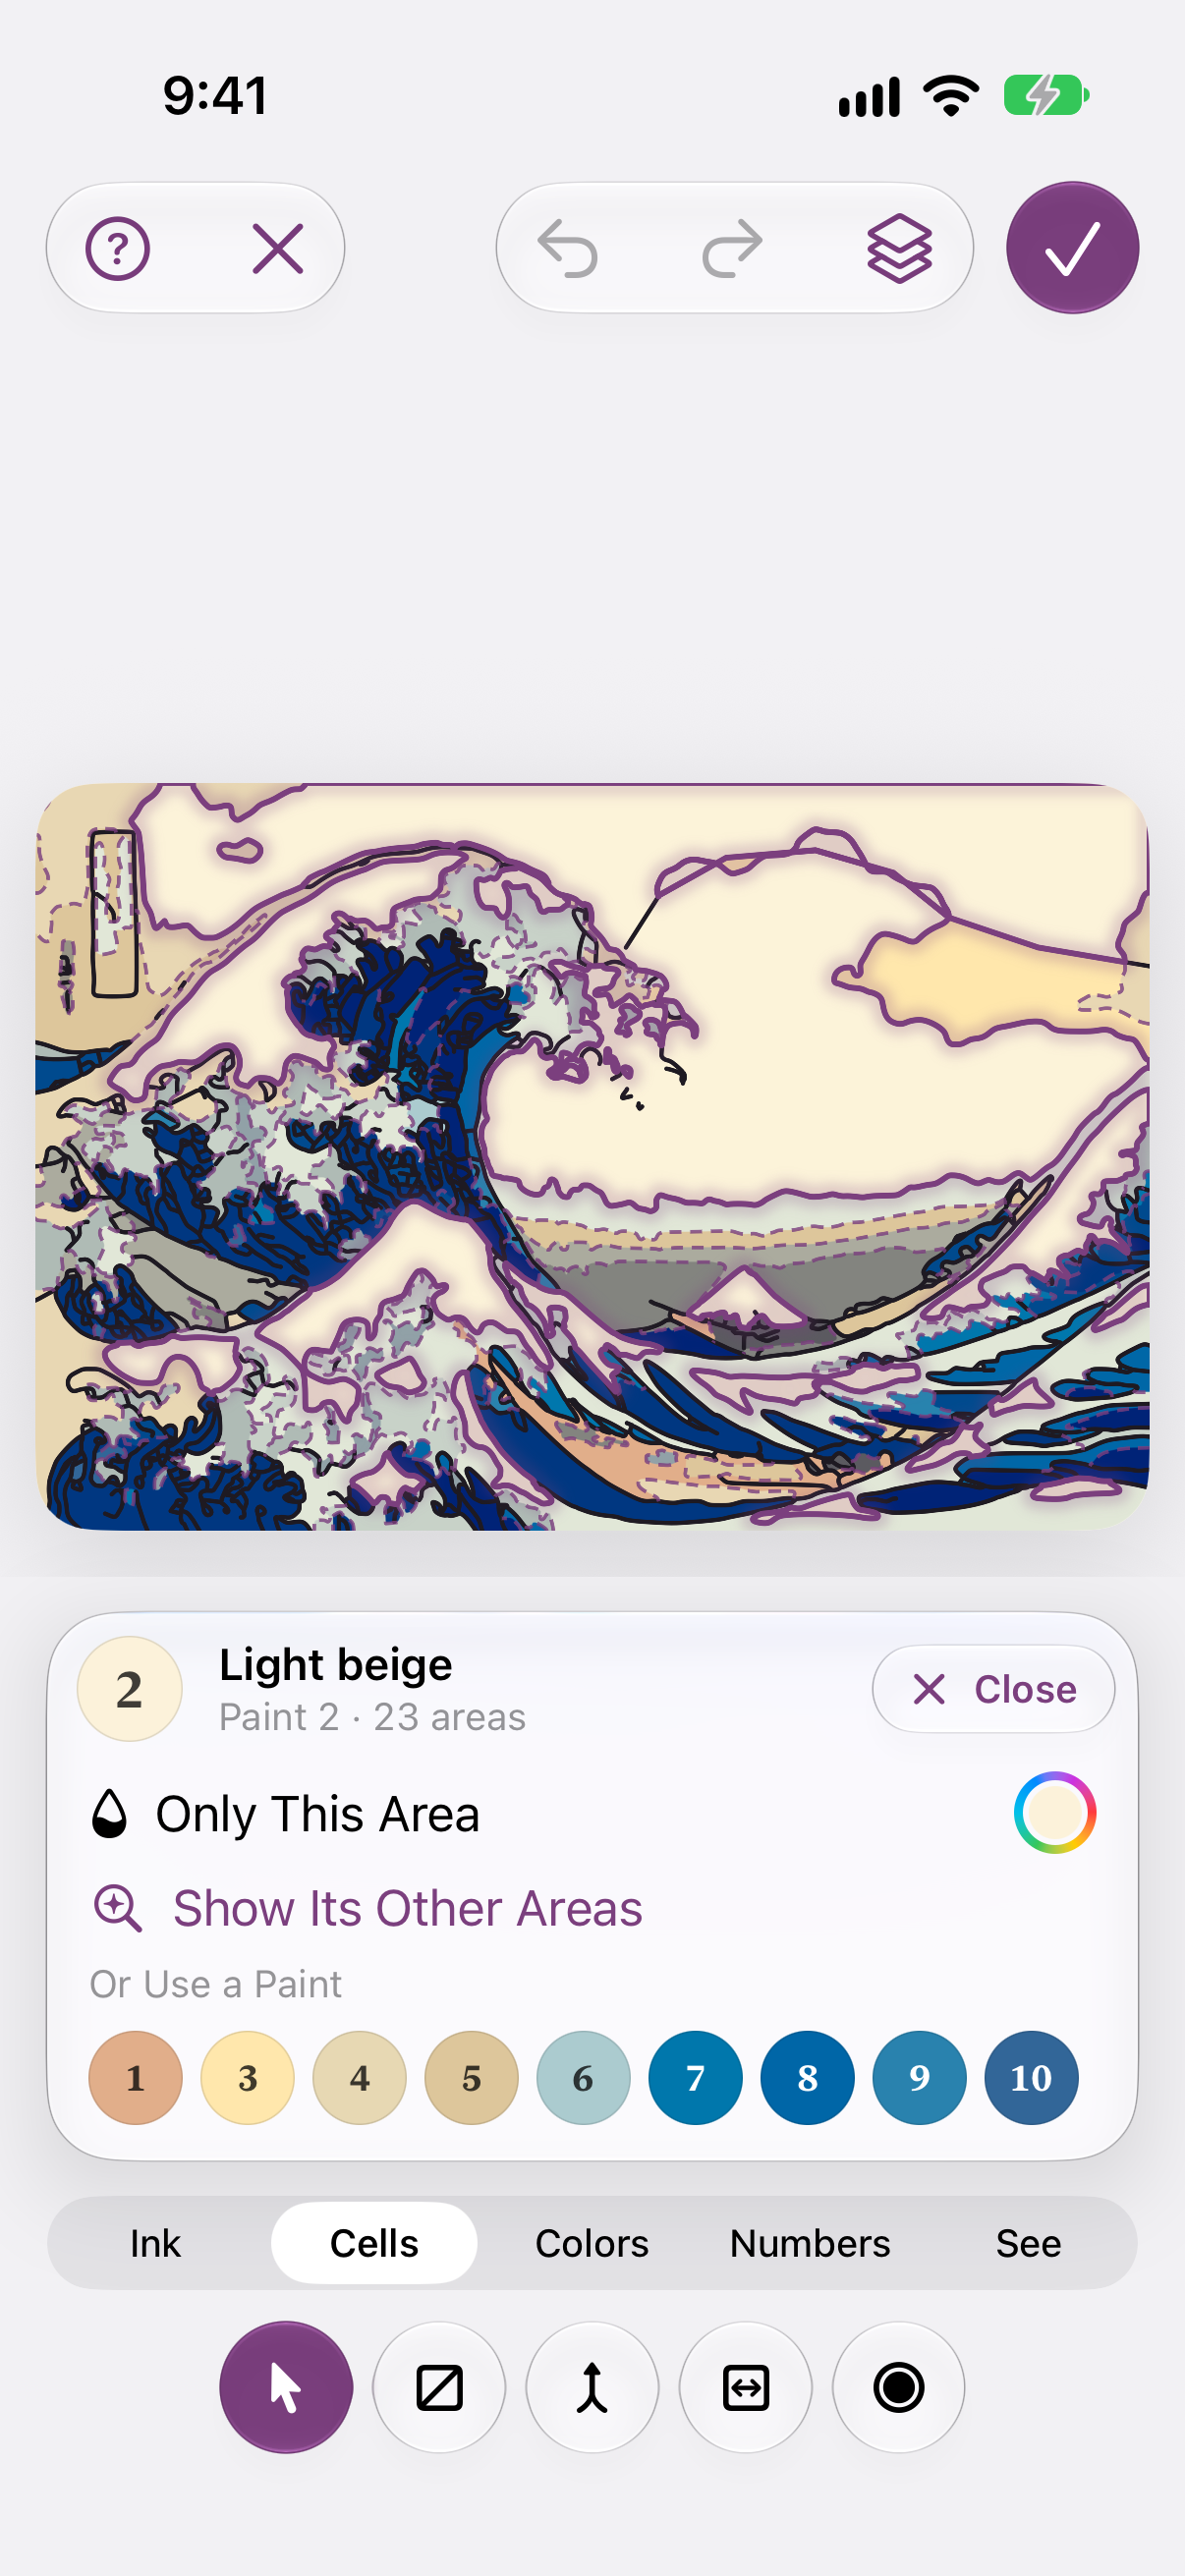 9:41
2
Light beige
Paint 2 · 23 areas
Close
Only This Area
Show Its Other Areas
Or Use a Paint
1 3 4 5 6 7 8 9 10
Ink Cells Colors Numbers See